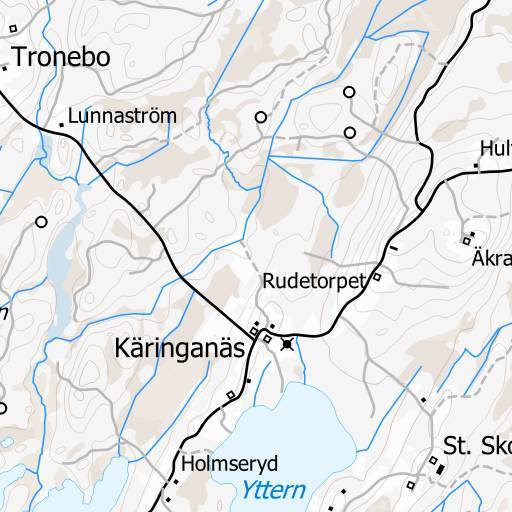 Tronebo
Lunnaström
Hult
Äkra
Rudetorpet
Käringanäs
St. Sko
Holmseryd
Yttern